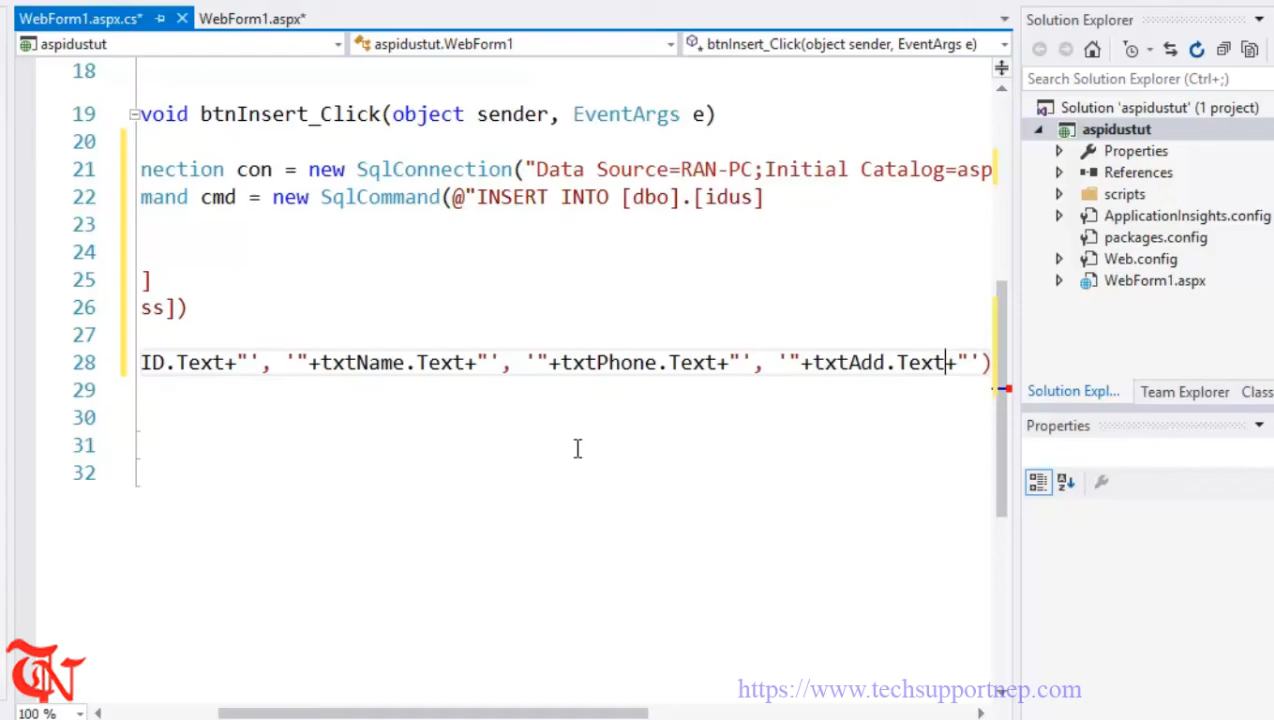 WebForm1.aspx.cs* WebForm1.aspx*
aspidustut aspidustut.WebForm1 btnInsert_Click(object sender, EventArgs e)
18
19 void btnInsert_Click(object sender, EventArgs e)
20
21 nection con = new SqlConnection("Data Source=RAN-PC;Initial Catalog=asp
22 mand cmd = new SqlCommand(@"INSERT INTO [dbo].[idus]
23
24
25 ]
26 ss])
27
28 ID.Text+"', '"+txtName.Text+"', '"+txtPhone.Text+"', '"+txtAdd.Text+"')
29
30
31
32
100 %
Solution Explorer
Search Solution Explorer (Ctrl+;)
Solution 'aspidustut' (1 project)
aspidustut
Properties
References
scripts
ApplicationInsights.config
packages.config
Web.config
WebForm1.aspx
Solution Expl... Team Explorer Class
Properties
TN
https://www.techsupportnep.com